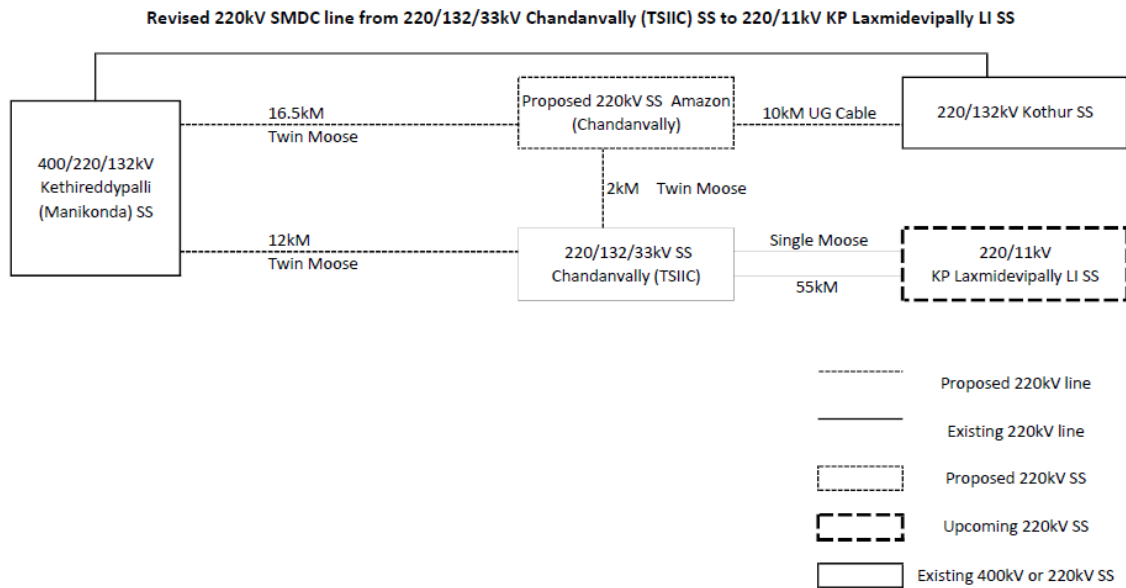 Revised 220kV SMDC line from 220/132/33kV Chandanvally (TSIIC) SS to 220/11kV KP Laxmidevipally LI SS
400/220/132kV
Kethireddypalli
(Manikonda) SS
16.5kM
Twin Moose
Proposed 220kV SS Amazon
(Chandanvally)
10kM UG Cable
220/132kV Kothur SS
2kM Twin Moose
12kM
Twin Moose
220/132/33kV SS
Chandanvally (TSIIC)
Single Moose
55kM
220/11kV
KP Laxmidevipally LI SS
Proposed 220kV line
Existing 220kV line
Proposed 220kV SS
Upcoming 220kV SS
Existing 400kV or 220kV SS